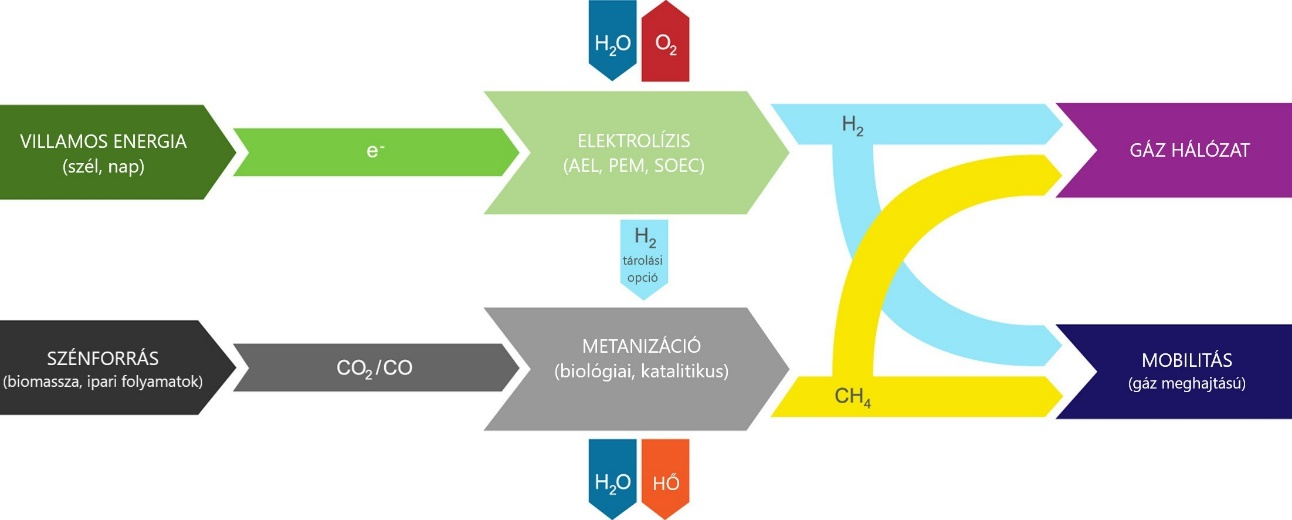 H₂O
O₂
VILLAMOS ENERGIA
(szél, nap)
e⁻
ELEKTROLÍZIS
(AEL, PEM, SOEC)
H₂
GÁZ HÁLÓZAT
H₂
tárolási
opció
SZÉNFORRÁS
(biomassza, ipari folyamatok)
CO₂/CO
METANIZÁCIÓ
(biológiai, katalitikus)
CH₄
MOBILITÁS
(gáz meghajtású)
H₂O
HŐ